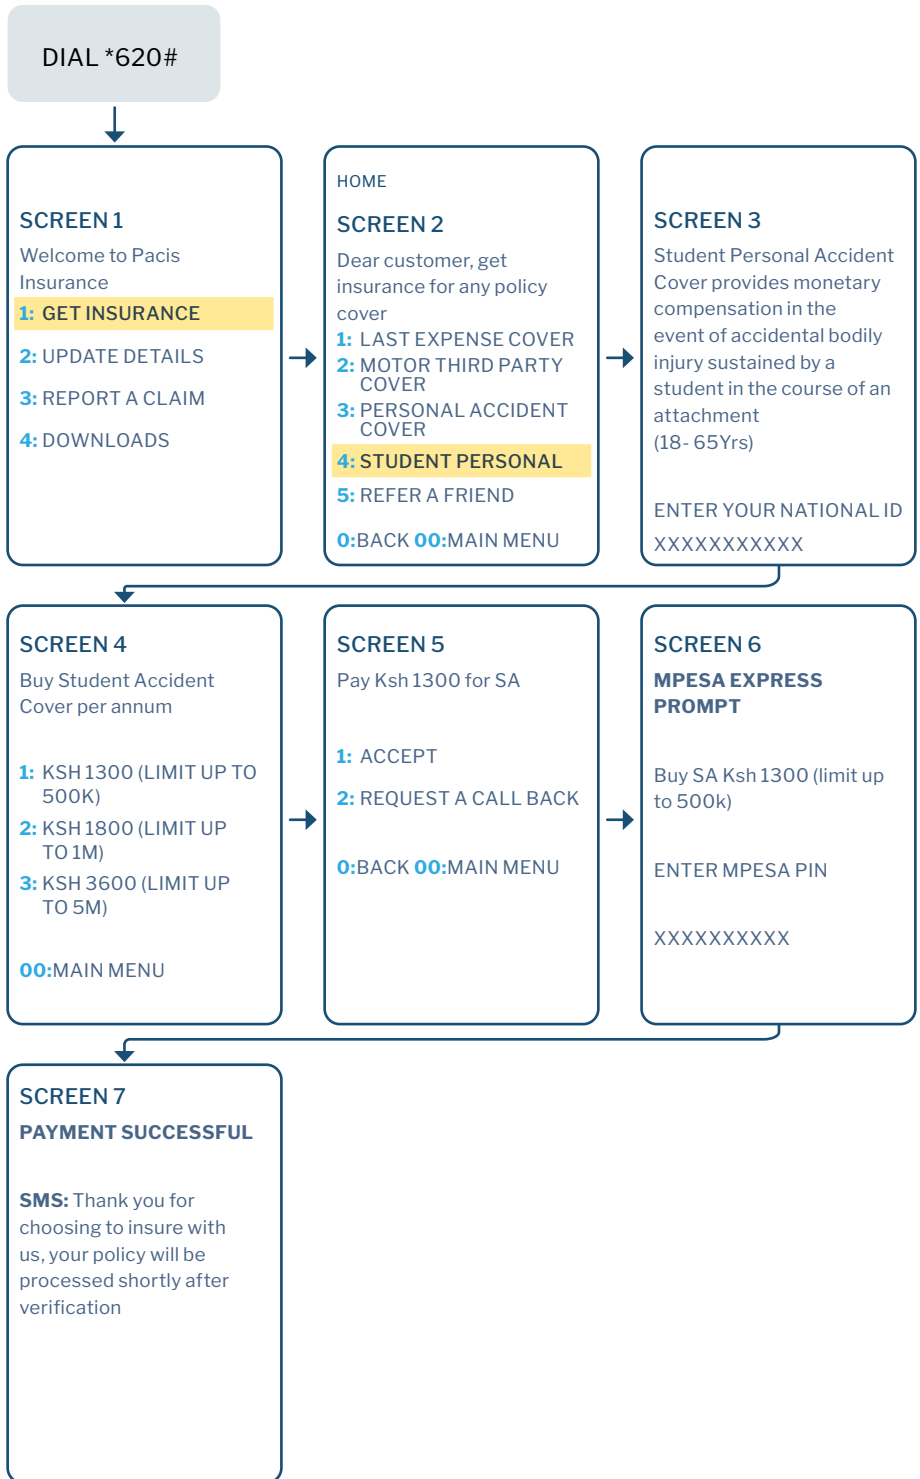 DIAL *620#
SCREEN 1
Welcome to Pacis
Insurance
1: GET INSURANCE
2: UPDATE DETAILS
3: REPORT A CLAIM
4: DOWNLOADS
HOME
SCREEN 2
Dear customer, get
insurance for any policy
cover
1: LAST EXPENSE COVER
2: MOTOR THIRD PARTY
COVER
3: PERSONAL ACCIDENT
COVER
4: STUDENT PERSONAL
5: REFER A FRIEND
0:BACK 00:MAIN MENU
SCREEN 3
Student Personal Accident
Cover provides monetary
compensation in the
event of accidental bodily
injury sustained by a
student in the course of an
attachment
(18- 65Yrs)
ENTER YOUR NATIONAL ID
XXXXXXXXXXX
SCREEN 4
Buy Student Accident
Cover per annum
1: KSH 1300 (LIMIT UP TO
500K)
2: KSH 1800 (LIMIT UP
TO 1M)
3: KSH 3600 (LIMIT UP
TO 5M)
00:MAIN MENU
SCREEN 5
Pay Ksh 1300 for SA
1: ACCEPT
2: REQUEST A CALL BACK
0:BACK 00:MAIN MENU
SCREEN 6
MPESA EXPRESS
PROMPT
Buy SA Ksh 1300 (limit up
to 500k)
ENTER MPESA PIN
XXXXXXXXXX
SCREEN 7
PAYMENT SUCCESSFUL
SMS: Thank you for
choosing to insure with
us, your policy will be
processed shortly after
verification